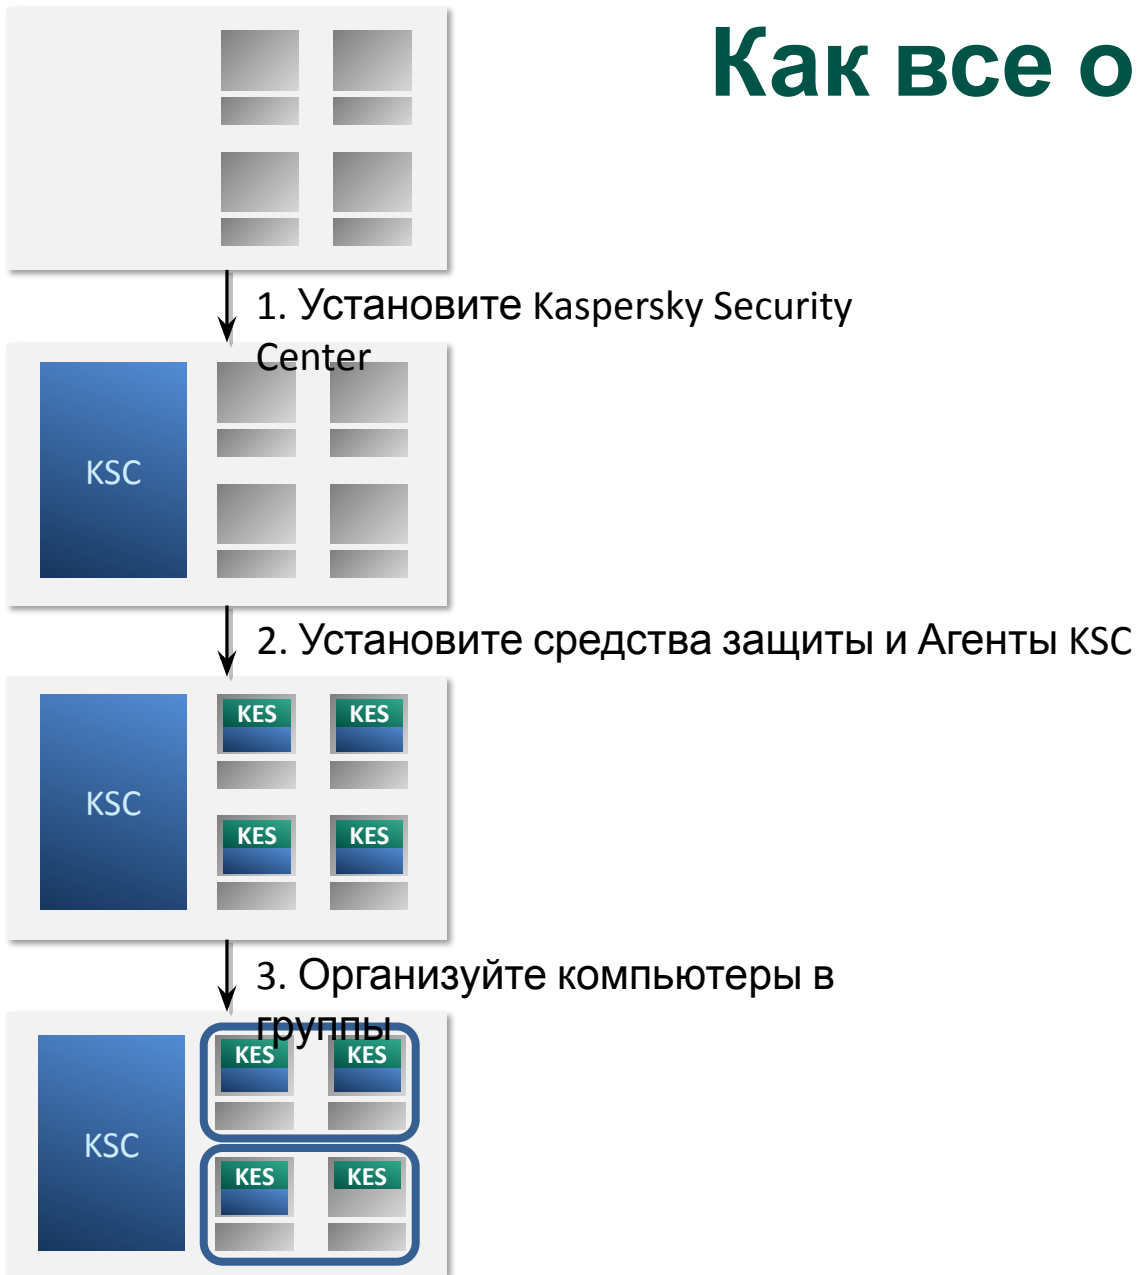 Как все о
1. Установите Kaspersky Security
Center
KSC
2. Установите средства защиты и Агенты KSC
KES KES
KSC
KES KES
3. Организуйте компьютеры в
группы
KES KES
KSC
KES KES